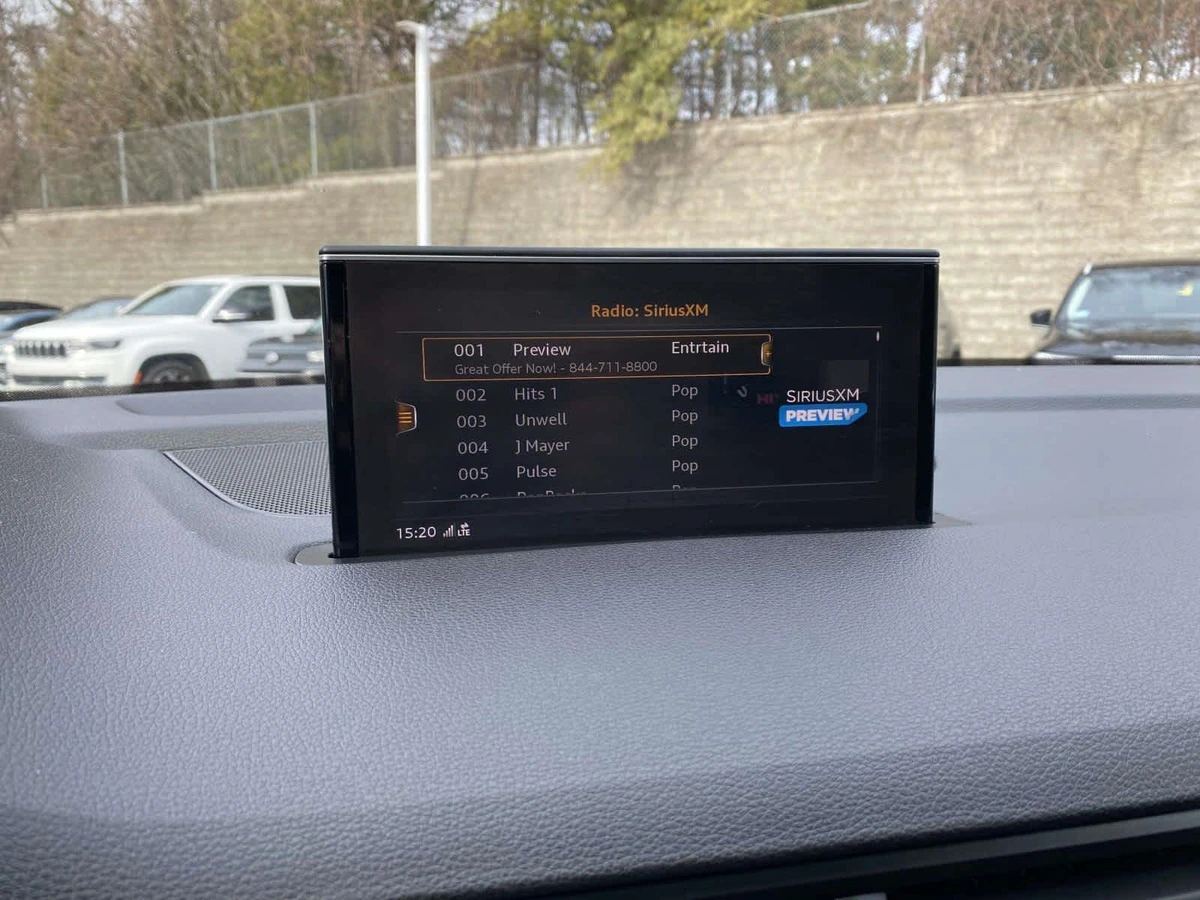 Radio: SiriusXM
001 Preview Entrtain
Great Offer Now! - 844-711-8800
002 Hits 1 Pop
003 Unwell Pop
004 J Mayer Pop
005 Pulse Pop
SIRIUSXM
PREVIEW
15:20 LTE